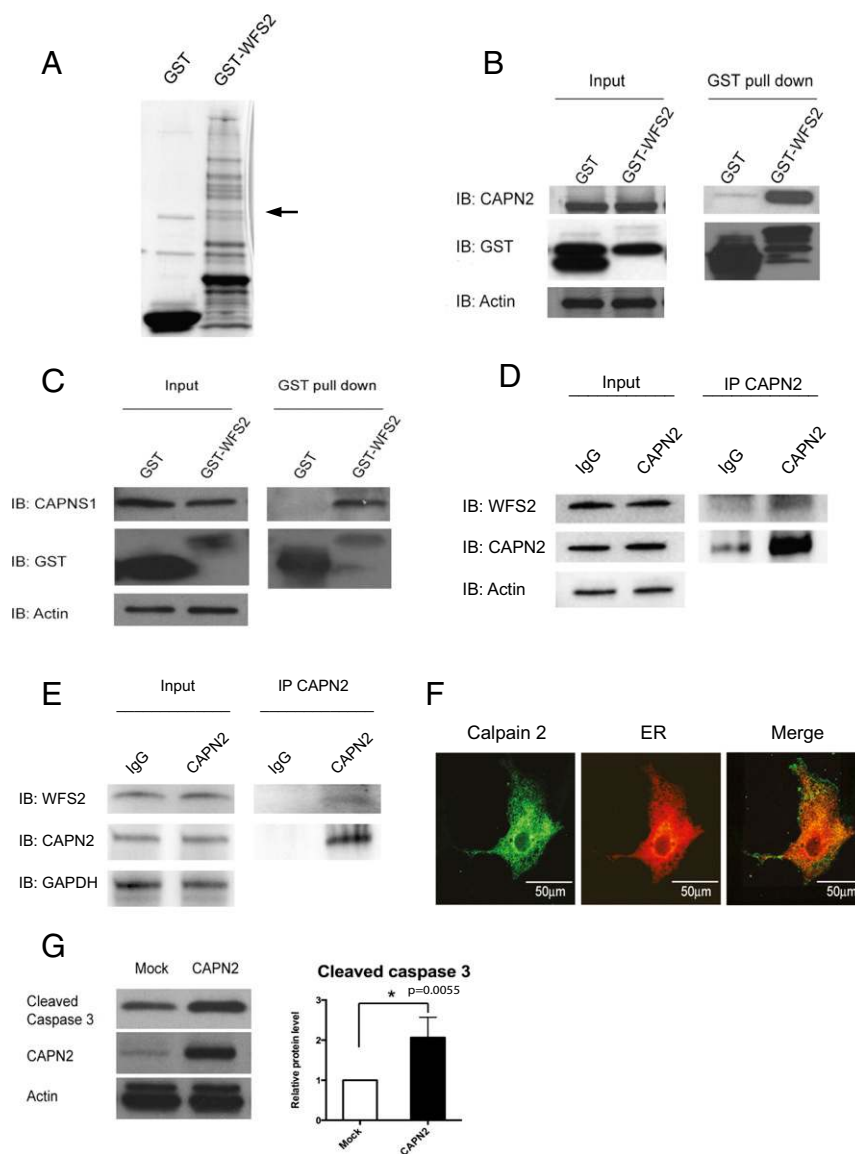 A
GST
GST-WFS2
B
Input
GST pull down
GST
GST-WFS2
GST
GST-WFS2
IB: CAPN2
IB: GST
IB: Actin
C
Input
GST pull down
GST
GST-WFS2
GST
GST-WFS2
IB: CAPNS1
IB: GST
IB: Actin
D
Input
IP CAPN2
IgG
CAPN2
IgG
CAPN2
IB: WFS2
IB: CAPN2
IB: Actin
E
Input
IP CAPN2
IgG
CAPN2
IgG
CAPN2
IB: WFS2
IB: CAPN2
IB: GAPDH
F
Calpain 2
ER
Merge
50μm
50μm
50μm
G
Mock
CAPN2
Cleaved
Caspase 3
CAPN2
Actin
Cleaved caspase 3
* p=0.0055
Relative protein level
3
2
1
0
Mock
CAPN2